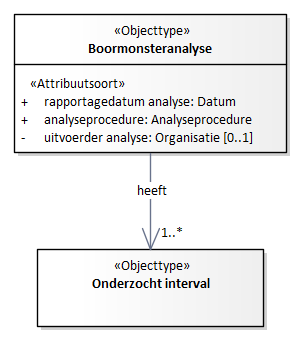 «Objecttype»
Boormonsteranalyse
«Attribuutsoort»
+ rapportagedatum analyse: Datum
+ analyseprocedure: Analyseprocedure
- uitvoerder analyse: Organisatie [0..1]
heeft
1..*
«Objecttype»
Onderzocht interval